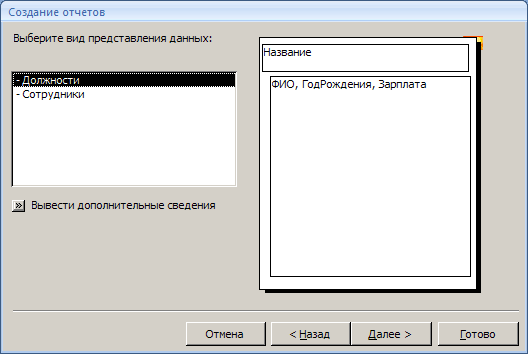 Создание отчетов
Выберите вид представления данных:
- Должности
- Сотрудники
Вывести дополнительные сведения
Название
ФИО, ГодРождения, Зарплата
Отмена
< Назад
Далее >
Готово